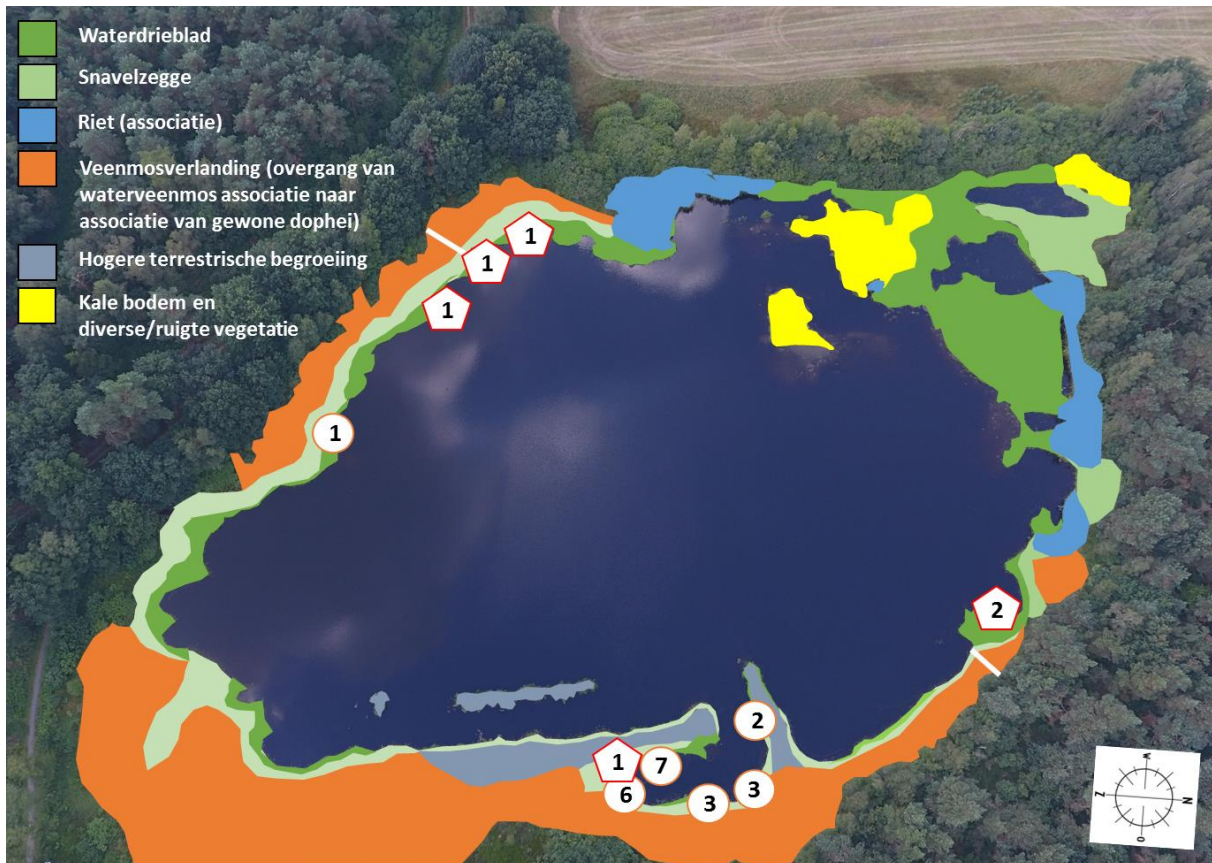 Waterdrieblad
Snavelzegge
Riet (associatie)
Veenmosverlanding (overgang van
waterveenmos associatie naar
associatie van gewone dophei)
Hogere terrestrische begroeiing
Kale bodem en
diverse/ruigte vegetatie
1
1
1
1
2
2
1
7
6
3
3
W
Z
N
O